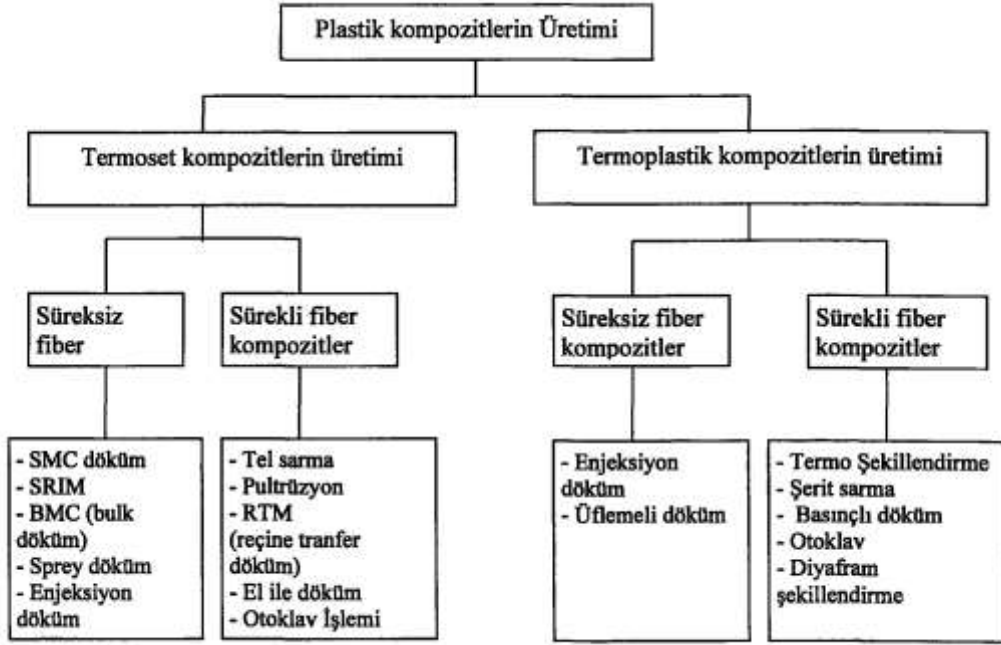 Plastik kompozitlerin Üretimi
Termoset kompozitlerin üretimi
Termoplastik kompozitlerin üretimi
Süreksiz
fiber
Sürekli fiber
kompozitler
Süreksiz fiber
kompozitler
Sürekli fiber
kompozitler
- SMC döküm
- SRIM
- BMC (bulk
döküm)
- Sprey döküm
- Enjeksiyon
döküm
- Tel sarma
- Pultrüzyon
- RTM
(reçine tranfer
döküm)
- El ile döküm
- Otoklav İşlemi
- Enjeksiyon
döküm
- Üflemeli döküm
- Termo Şekillendirme
- Şerit sarma
- Basınçlı döküm
- Otoklav
- Diyafram
şekillendirme